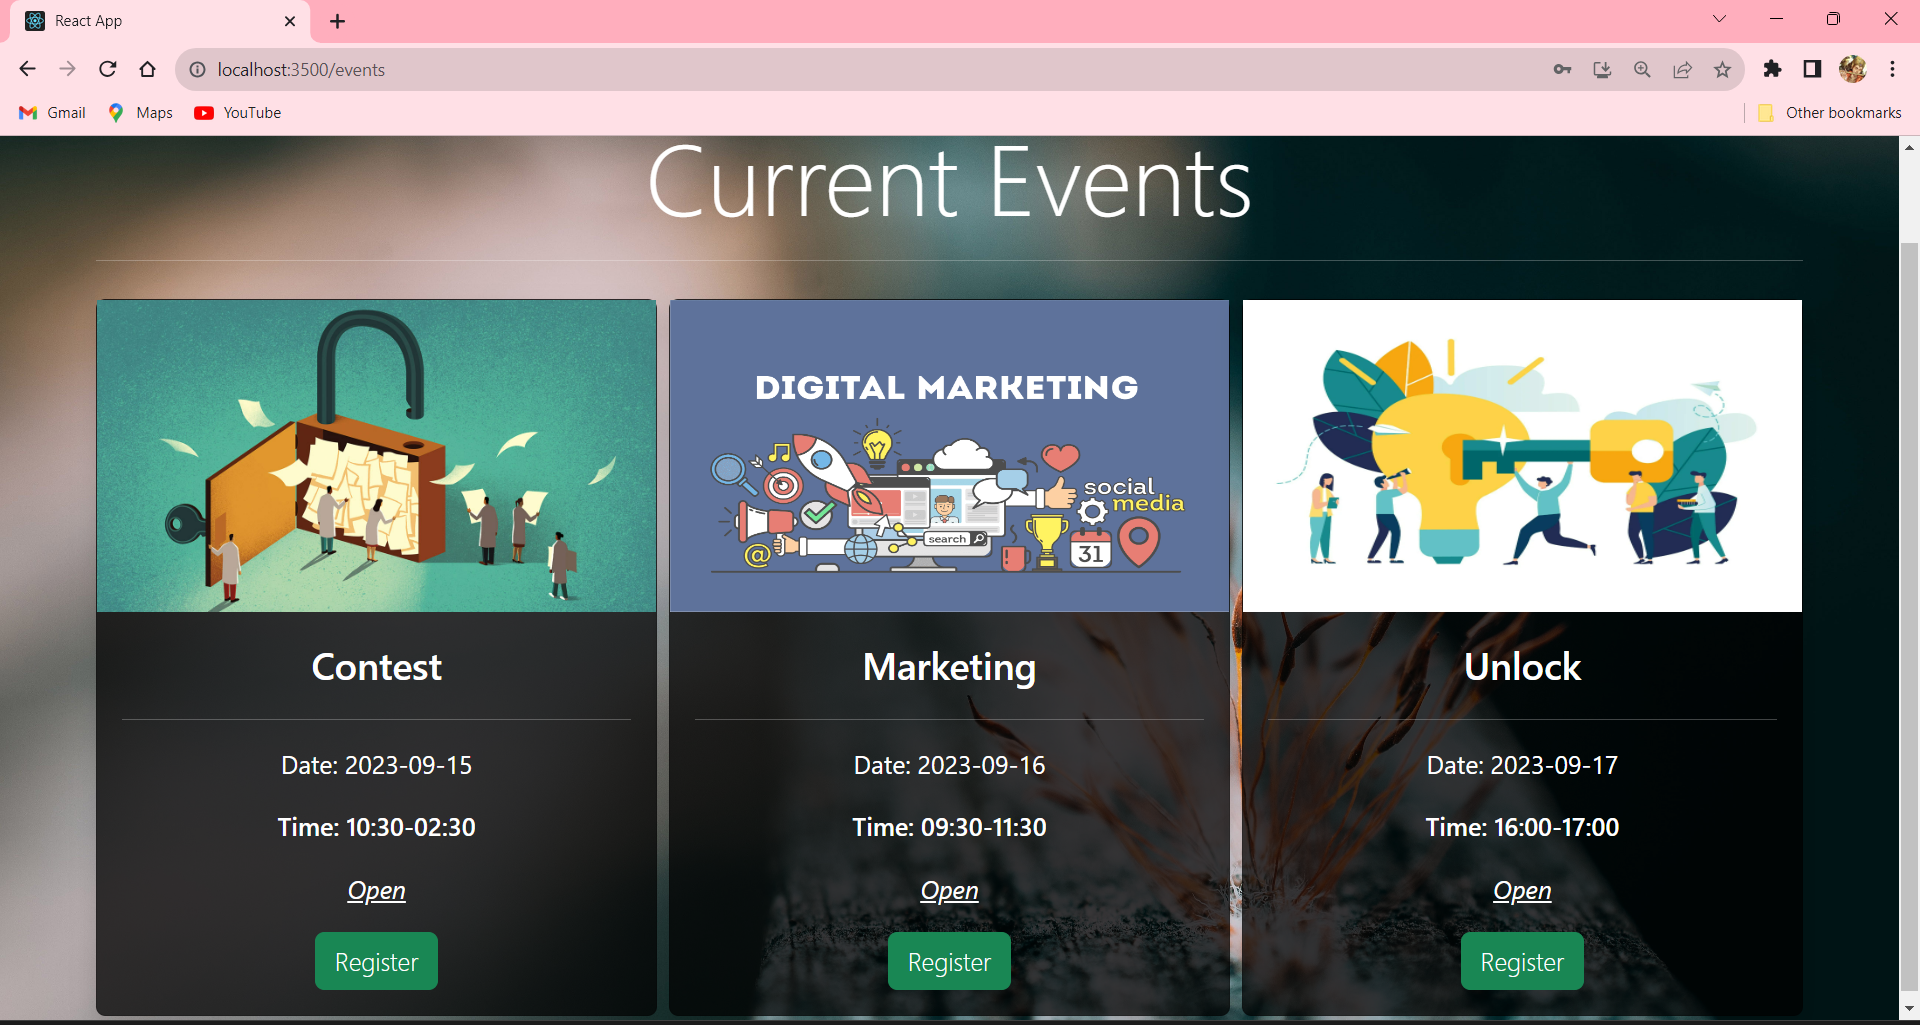 React App
localhost:3500/events
Gmail Maps YouTube Other bookmarks
Current Events
DIGITAL MARKETING
social
media
search
@
31
Contest
Date: 2023-09-15
Time: 10:30-02:30
Open
Register
Marketing
Date: 2023-09-16
Time: 09:30-11:30
Open
Register
Unlock
Date: 2023-09-17
Time: 16:00-17:00
Open
Register